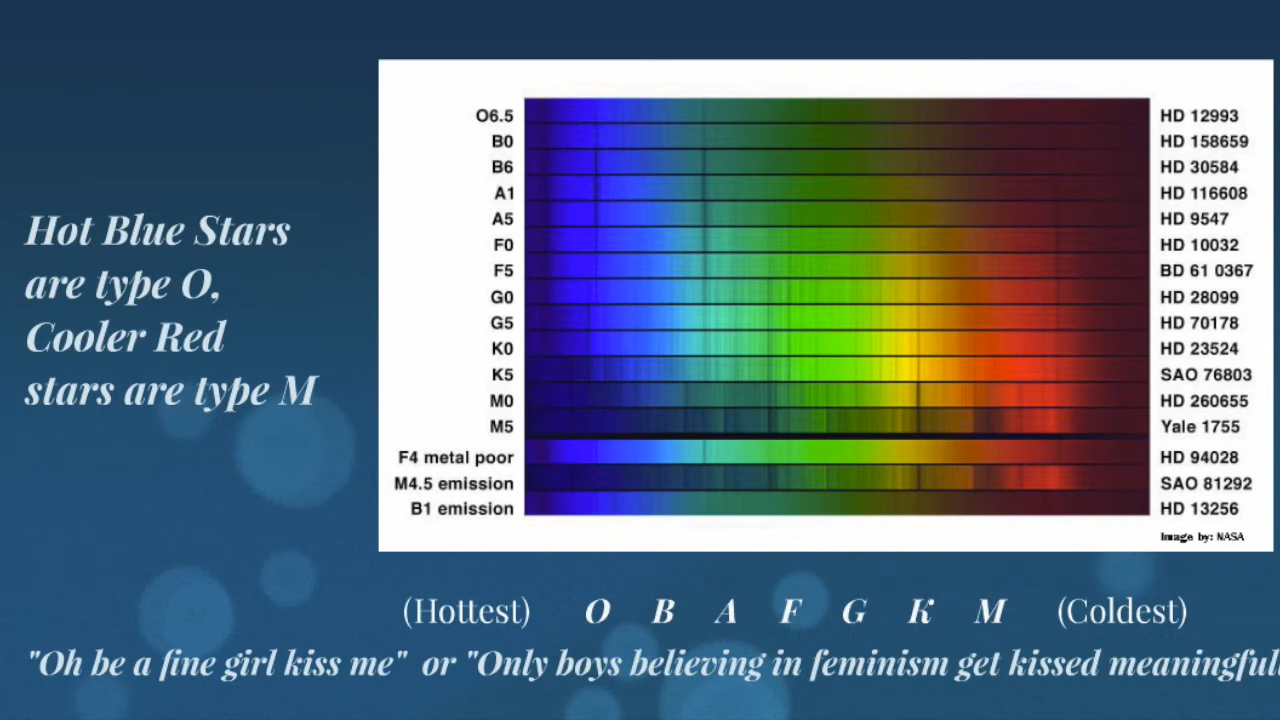 Hot Blue Stars
are type O,
Cooler Red
stars are type M
O6.5 HD 12993
B0 HD 158659
B6 HD 30584
A1 HD 116608
A5 HD 9547
F0 HD 10032
F5 BD 61 0367
G0 HD 28099
G5 HD 70178
K0 HD 23524
K5 SAO 76803
M0 HD 260655
M5 Yale 1755
F4 metal poor HD 94028
M4.5 emission SAO 81292
B1 emission HD 13256
Image by: NASA
(Hottest) O B A F G K M (Coldest)
"Oh be a fine girl kiss me" or "Only boys believing in feminism get kissed meaningful